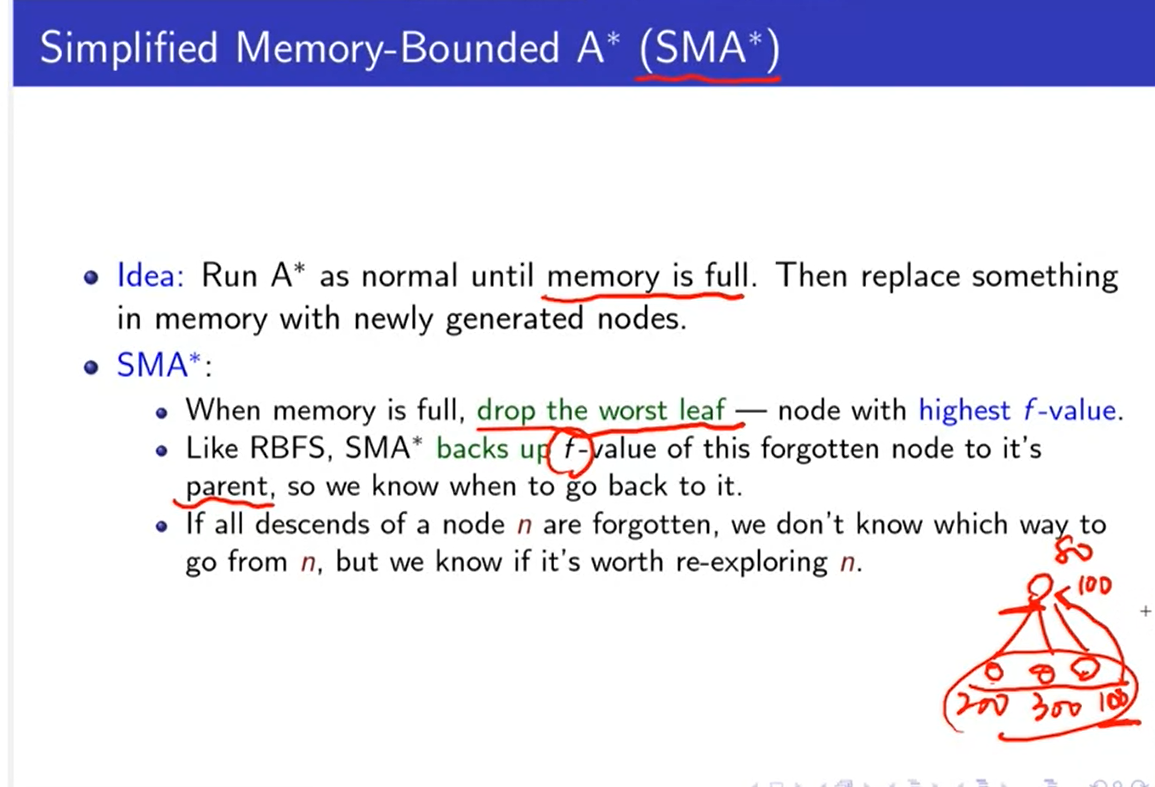 Simplified Memory-Bounded A* (SMA*)
Idea: Run A* as normal until memory is full. Then replace something
in memory with newly generated nodes.
SMA*:
When memory is full, drop the worst leaf — node with highest f-value.
Like RBFS, SMA* backs up f-value of this forgotten node to it's
parent, so we know when to go back to it.
If all descends of a node n are forgotten, we don't know which way to
go from n, but we know if it's worth re-exploring n.
80
100
200 300 100